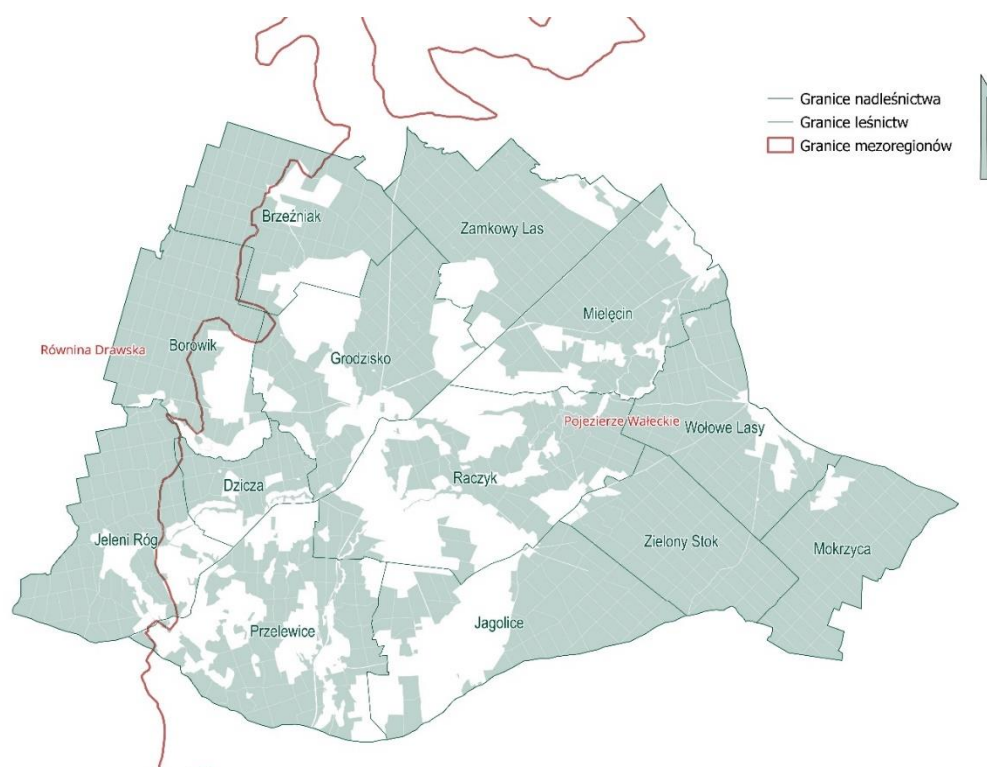 Granice nadleśnictwa
Granice leśnictw
Granice mezoregionów
Brzeźniak
Zamkowy Las
Mielęcin
Równina Drawska
Borowik
Grodzisko
Pojezierze Wałeckie
Wołowe Lasy
Dzicza
Raczyk
Jeleni Róg
Zielony Stok
Mokrzyca
Przelewice
Jagolice